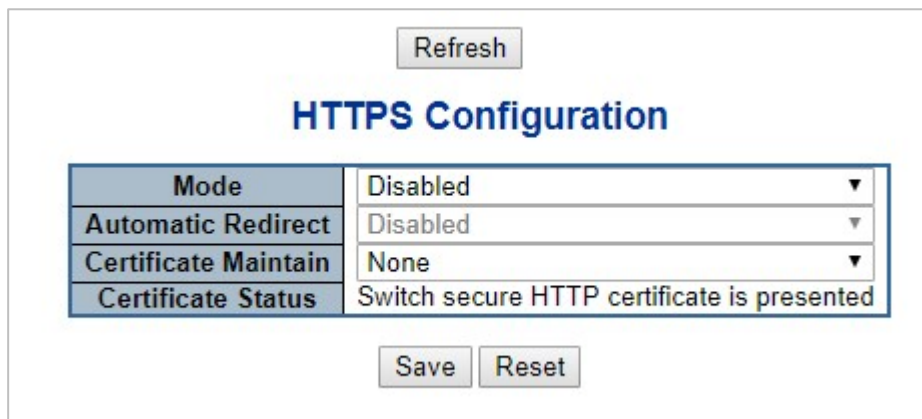 Refresh
HTTPS Configuration
Mode Disabled
Automatic Redirect Disabled
Certificate Maintain None
Certificate Status Switch secure HTTP certificate is presented
Save Reset